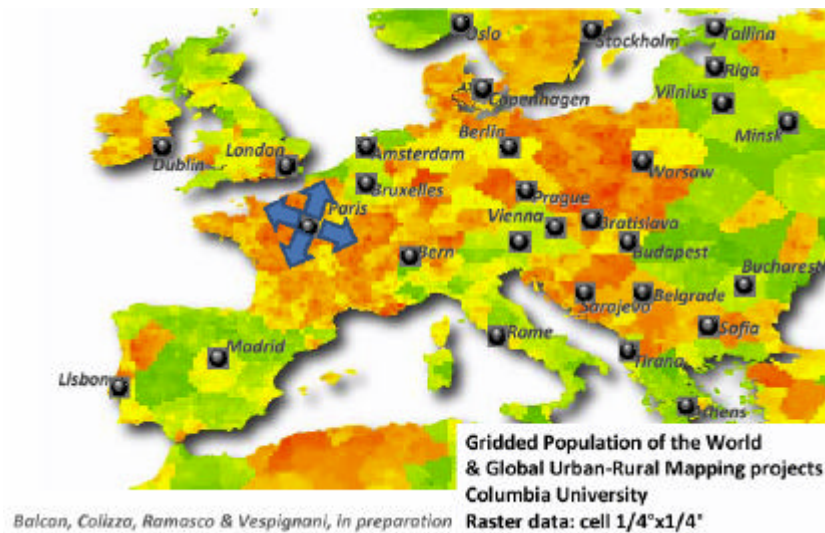 Oslo
Stockholm
Tallina
Riga
Vilnius
Copenhagen
Minsk
Dublin
London
Amsterdam
Berlin
Warsaw
Bruxelles
Prague
Paris
Vienna
Bratislava
Bern
Budapest
Bucharest
Sarajevo
Belgrade
Sofia
Rome
Madrid
Tirana
Lisbon
Athens
Gridded Population of the World
& Global Urban-Rural Mapping projects
Columbia University
Balcan, Colizza, Ramasco & Vespignani, in preparation
Raster data: cell 1/4°x1/4°